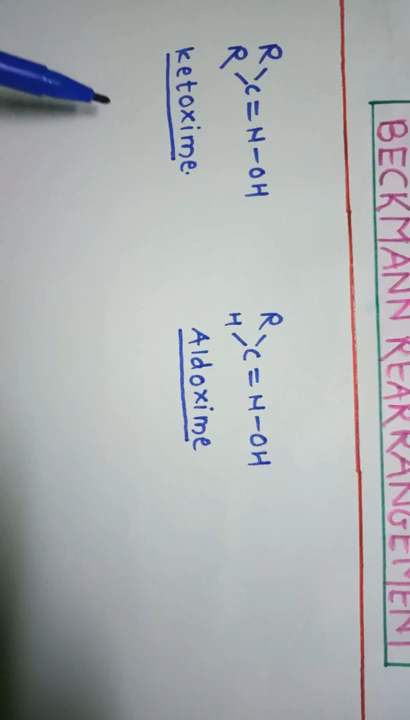 BECKMANN REARRANGEMENT
R
R
C=N-OH
ketoxime.
R
H
C=N-OH
Aldoxime